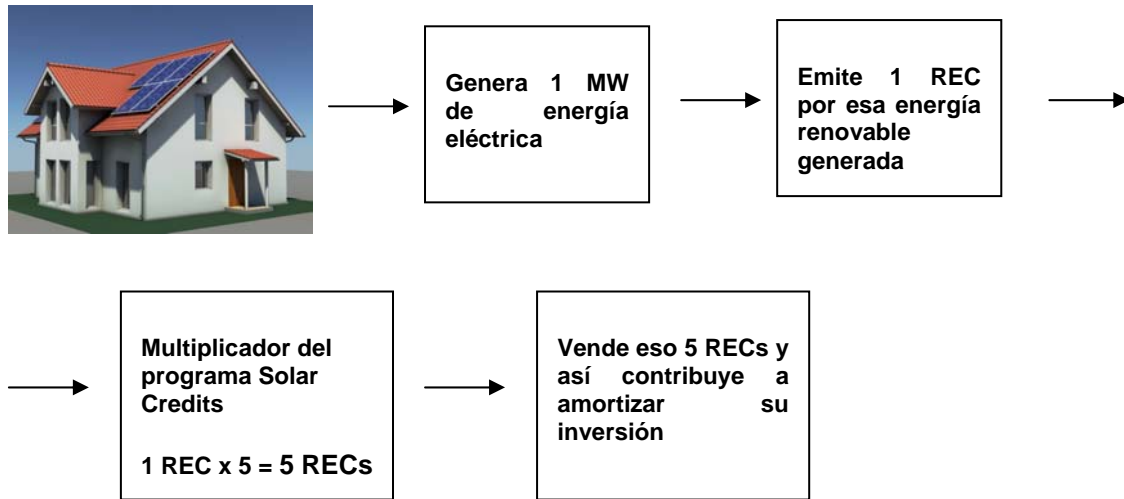 Genera 1 MW
de energía
eléctrica
Emite 1 REC
por esa energía
renovable
generada
Multiplicador del
programa Solar
Credits
1 REC x 5 = 5 RECs
Vende eso 5 RECs y
así contribuye a
amortizar su
inversión